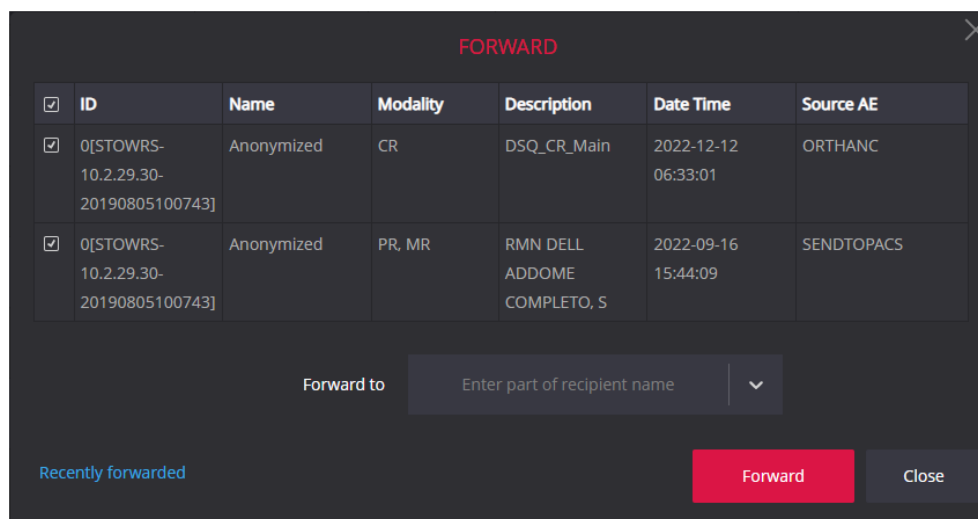 FORWARD
ID Name Modality Description Date Time Source AE
0[STOWRS- Anonymized CR DSQ_CR_Main 2022-12-12 ORTHANC
10.2.29.30- 06:33:01
20190805100743]
0[STOWRS- Anonymized PR, MR RMN DELL 2022-09-16 SENDTOPACS
10.2.29.30- ADDOME 15:44:09
20190805100743] COMPLETO, S
Forward to Enter part of recipient name
Recently forwarded Forward Close